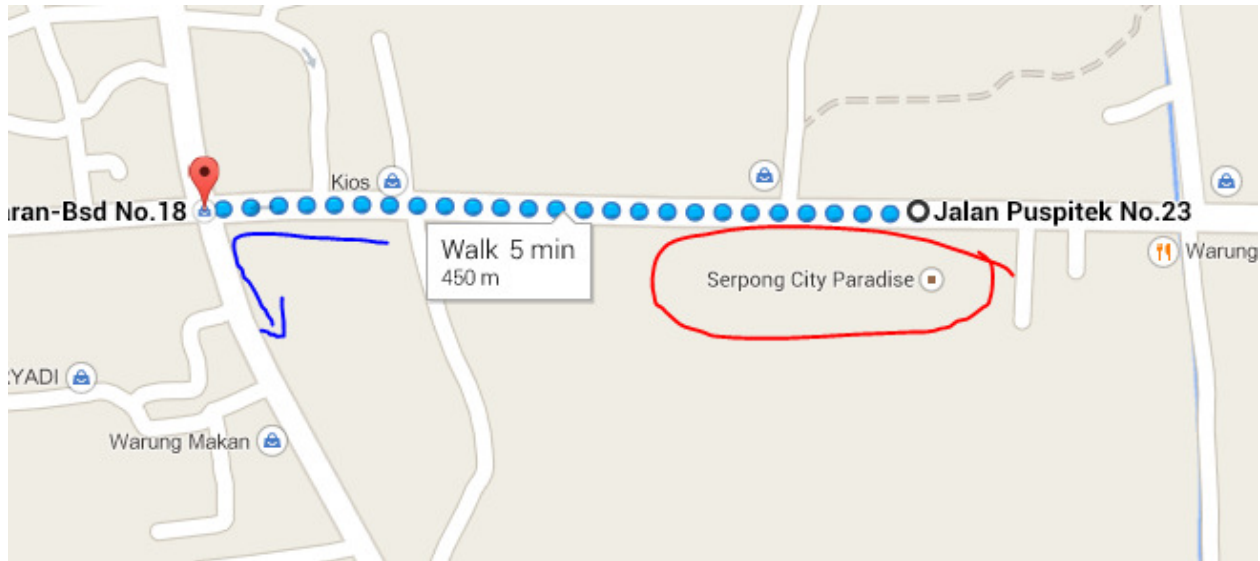 Kios
aran-Bsd No.18
Jalan Puspitek No.23
Walk 5 min
450 m
Warung
Serpong City Paradise
YADI
Warung Makan